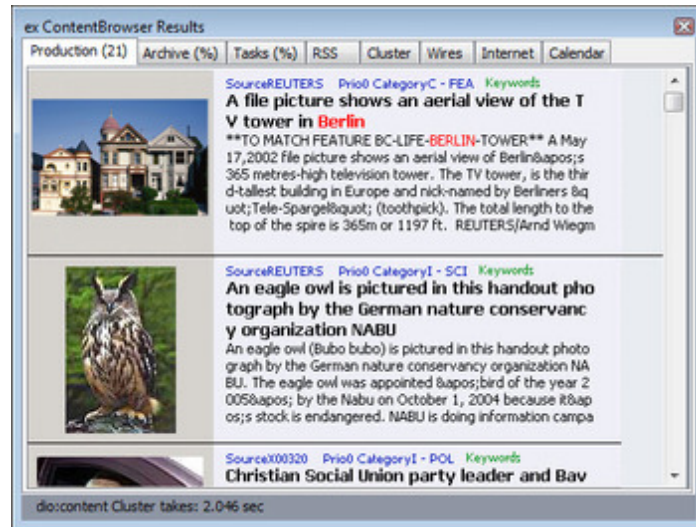 ex ContentBrowser Results
Production (21) Archive (%) Tasks (%) RSS Cluster Wires Internet Calendar
SourceREUTERS Prio0 CategoryC - FEA Keywords
A file picture shows an aerial view of the T
V tower in Berlin
**TO MATCH FEATURE BC-LIFE-BERLIN-TOWER** A May
17,2002 file picture shows an aerial view of Berlin&apos;s
365 metres-high television tower. The TV tower, is the thir
d-tallest building in Europe and nick-named by Berliners &q
uot;Tele-Spargel&quot; (toothpick). The total length to the
top of the spire is 365m or 1197 ft. REUTERS/Arnd Wiegm
SourceREUTERS Prio0 CategoryI - SCI Keywords
An eagle owl is pictured in this handout pho
tograph by the German nature conservanc
y organization NABU
An eagle owl (Bubo bubo) is pictured in this handout photo
graph by the German nature conservancy organization NA
BU. The eagle owl was appointed &apos;bird of the year 2
005&apos; by the Nabu on October 1, 2004 because it&ap
os;s stock is endangered. NABU is doing information campa
SourceX00320 Prio0 CategoryI - POL Keywords
Christian Social Union party leader and Bav
dio:content Cluster takes: 2.046 sec